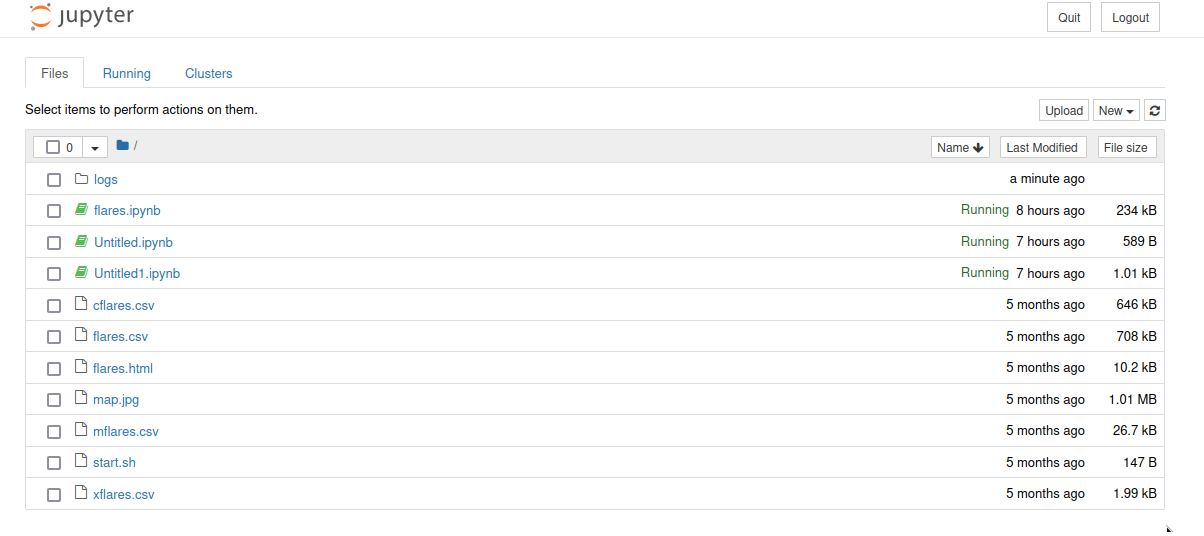 jupyter Quit Logout
Files Running Clusters
Select items to perform actions on them. Upload New
0 / Name Last Modified File size
logs a minute ago
flares.ipynb Running 8 hours ago 234 kB
Untitled.ipynb Running 7 hours ago 589 B
Untitled1.ipynb Running 7 hours ago 1.01 kB
cflares.csv 5 months ago 646 kB
flares.csv 5 months ago 708 kB
flares.html 5 months ago 10.2 kB
map.jpg 5 months ago 1.01 MB
mflares.csv 5 months ago 26.7 kB
start.sh 5 months ago 147 B
xflares.csv 5 months ago 1.99 kB